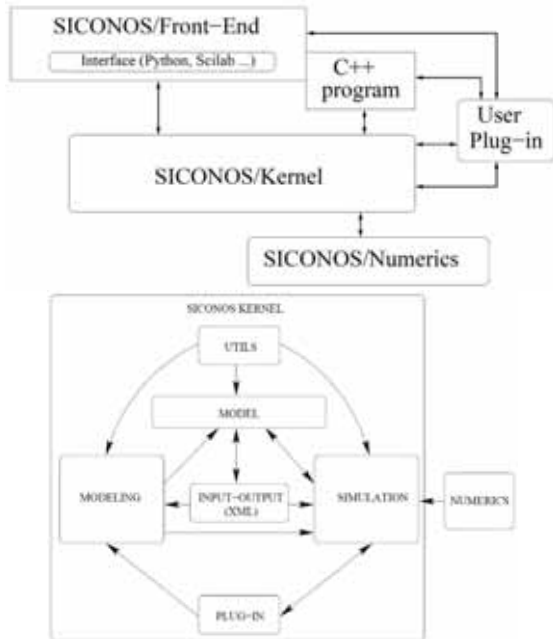 SICONOS/Front−End
Interface (Python, Scilab ...)
C++
program
User
Plug−in
SICONOS/Kernel
SICONOS/Numerics
SICONOS KERNEL
UTILS
MODEL
MODELING
INPUT−OUTPUT
(XML)
SIMULATION
NUMERICS
PLUG−IN